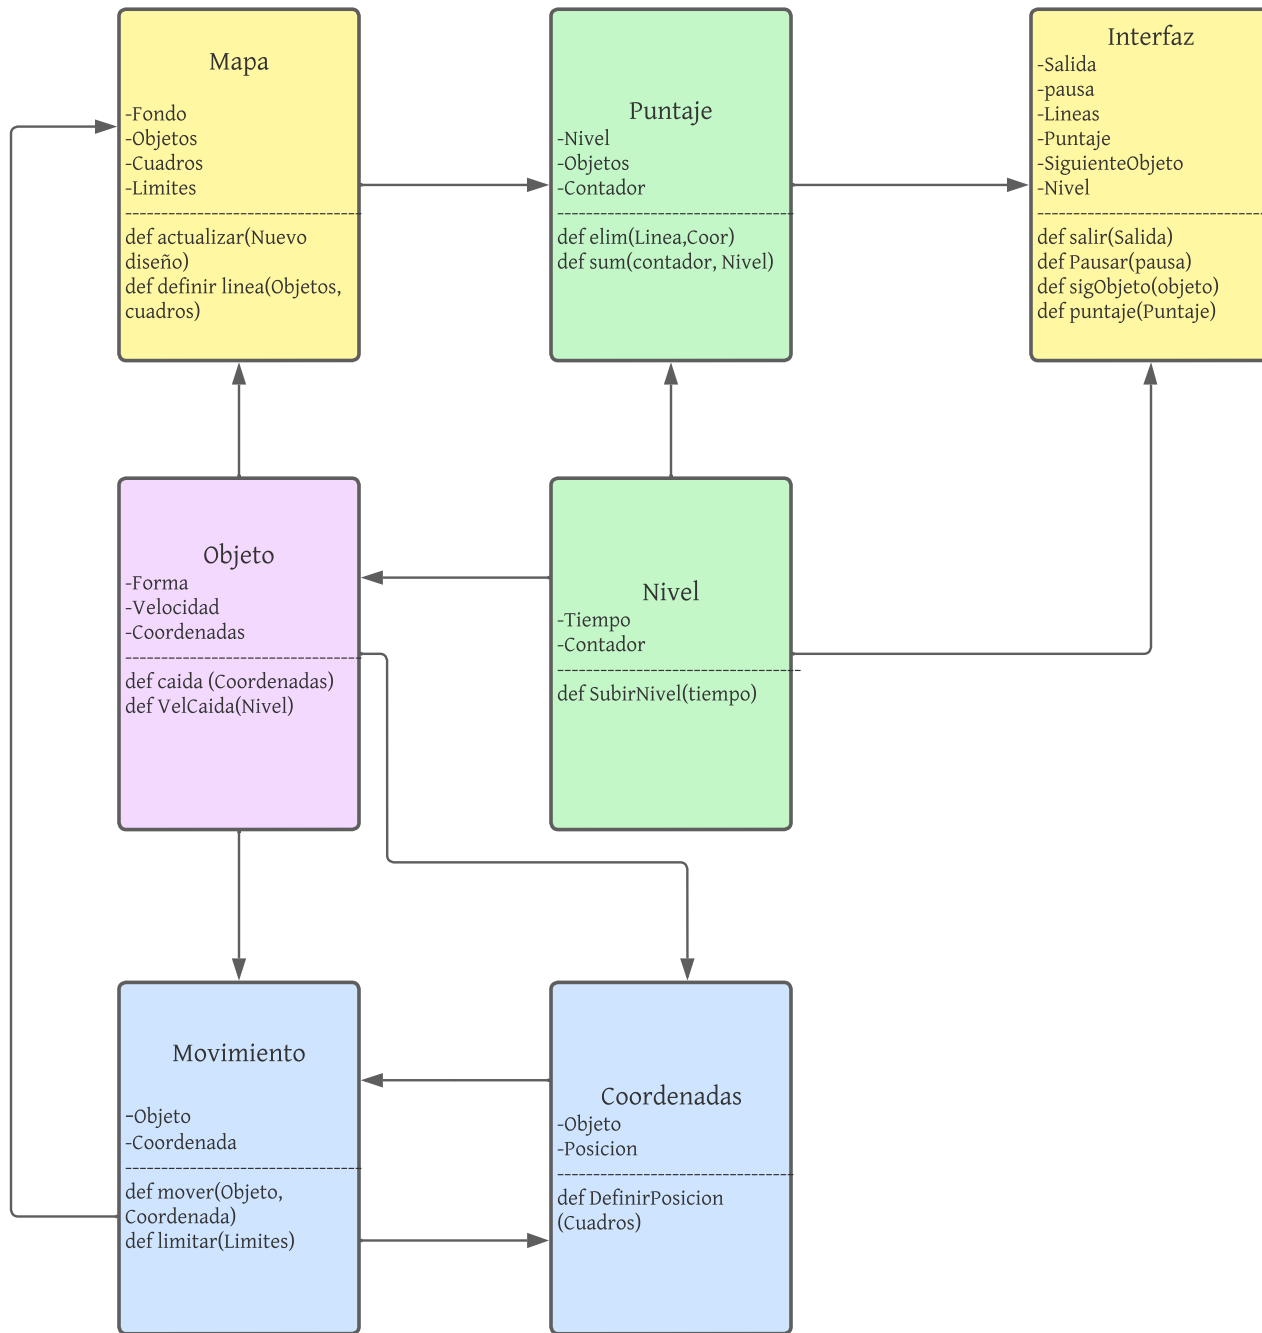 Mapa
-Fondo
-Objetos
-Cuadros
-Limites
--------------------------------
def actualizar(Nuevo
diseño)
def definir linea(Objetos,
cuadros)
Puntaje
-Nivel
-Objetos
-Contador
--------------------------------
def elim(Linea,Coor)
def sum(contador, Nivel)
Interfaz
-Salida
-pausa
-Lineas
-Puntaje
-SiguienteObjeto
-Nivel
--------------------------------
def salir(Salida)
def Pausar(pausa)
def sigObjeto(objeto)
def puntaje(Puntaje)
Objeto
-Forma
-Velocidad
-Coordenadas
--------------------------------
def caida (Coordenadas)
def VelCaida(Nivel)
Nivel
-Tiempo
-Contador
---------------------------------
def SubirNivel(tiempo)
Movimiento
-Objeto
-Coordenada
--------------------------------
def mover(Objeto,
Coordenada)
def limitar(Limites)
Coordenadas
-Objeto
-Posicion
--------------------------------
def DefinirPosicion
(Cuadros)